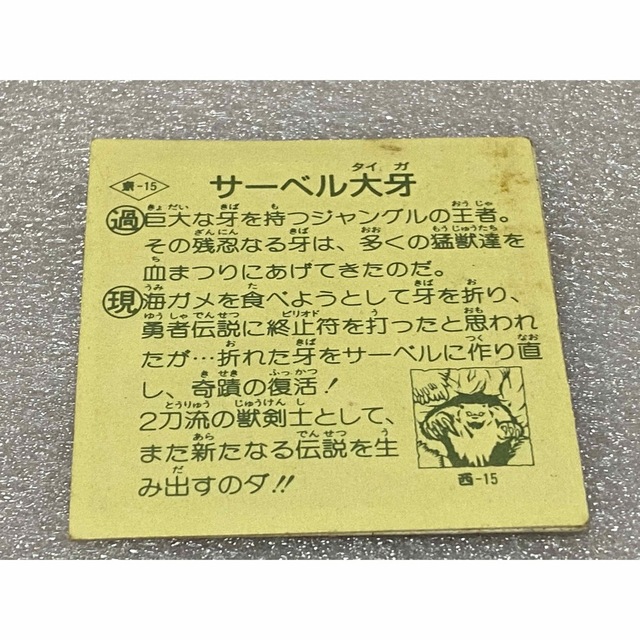 -15
サーベル大牙
タイガ
過 巨大な牙を持つジャングルの王者。
その残忍なる牙は、多くの猛獣達を
血まつりにあげてきたのだ。
現 海ガメを食べようとして牙を折り、
勇者伝説に終止符を打ったと思われ
たが…折れた牙をサーベルに作り直
し、奇蹟の復活!
2刀流の獣剣士として、
また新たなる伝説を生
み出すのダ!!
西-15